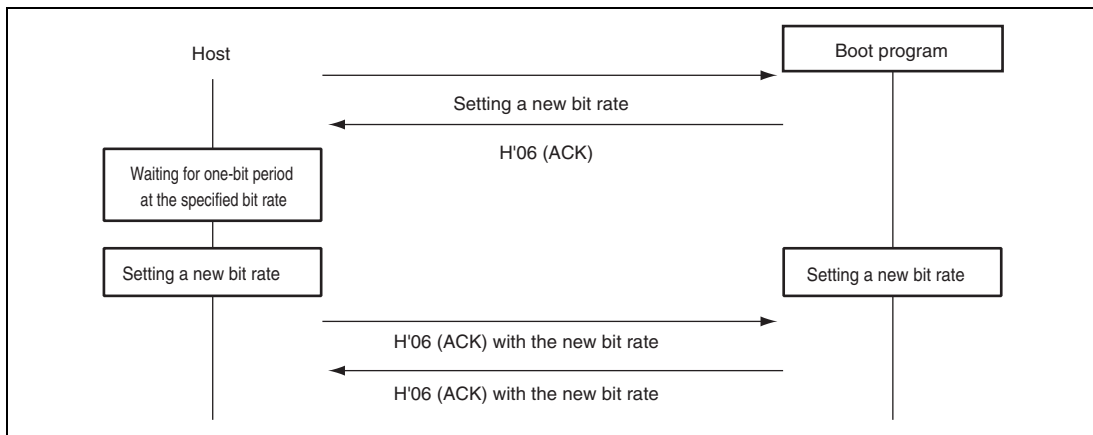 Host
Boot program
Setting a new bit rate
H'06 (ACK)
Waiting for one-bit period
at the specified bit rate
Setting a new bit rate
Setting a new bit rate
H'06 (ACK) with the new bit rate
H'06 (ACK) with the new bit rate